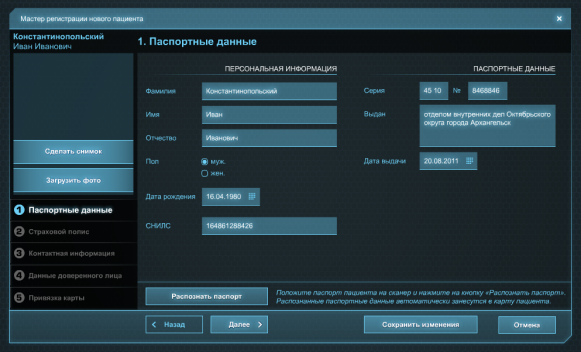 Мастер регистрации нового пациента
Константинопольский
Иван Иванович
1. Паспортные данные
ПЕРСОНАЛЬНАЯ ИНФОРМАЦИЯ
ПАСПОРТНЫЕ ДАННЫЕ
Фамилия Константинопольский
Серия 45 10 № 8468846
Имя Иван
Выдан отделом внутренних дел Октябрьского
округа города Архангельск
Отчество Иванович
Сделать снимок
Пол муж.
жен.
Дата выдачи 20.08.2011
Загрузить фото
Дата рождения 16.04.1980
1 Паспортные данные
СНИЛС 164861288426
2 Страховой полис
3 Контактная информация
4 Данные доверенного лица
5 Привязка карты
Распознать паспорт
Положите паспорт пациента на сканер и нажмите на кнопку «Распознать паспорт».
Распознанные паспортные данные автоматически занесутся в карту пациента.
Назад Далее Сохранить изменения Отмена